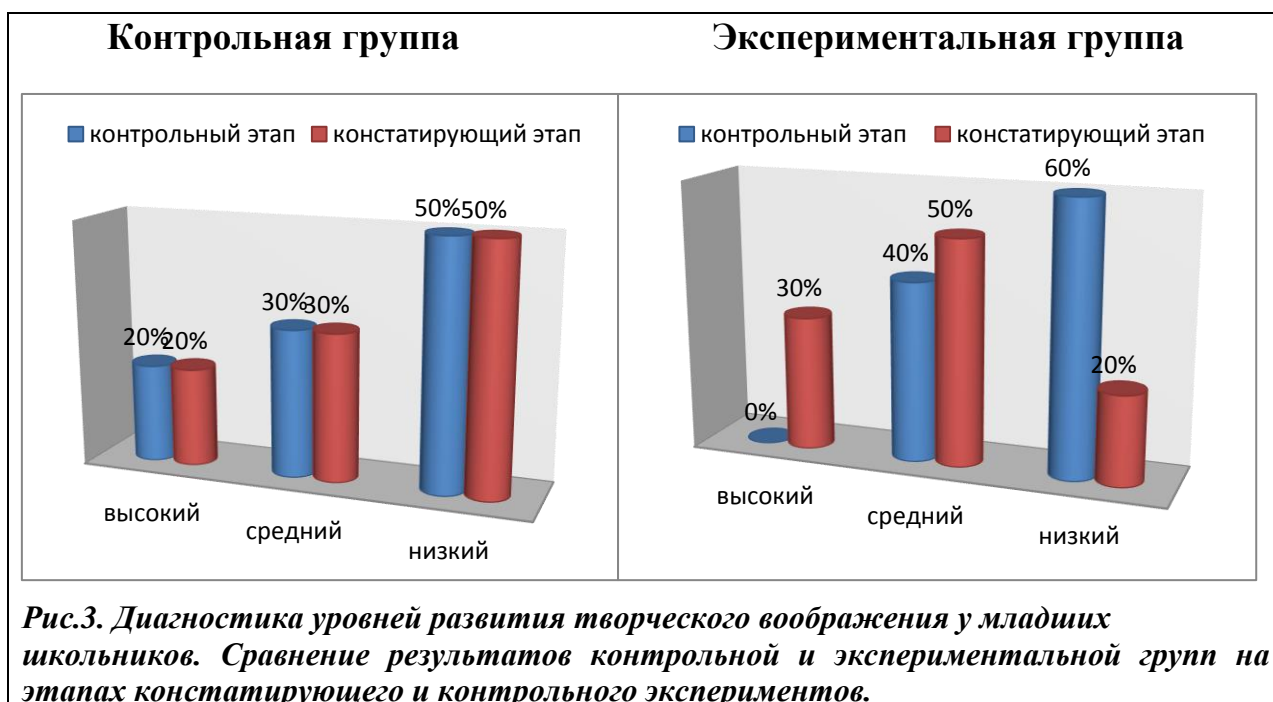 Контрольная группа
Экспериментальная группа
контрольный этап констатирующий этап
20% 20%
30% 30%
50% 50%
высокий
средний
низкий
контрольный этап констатирующий этап
0%
30%
40%
50%
60%
20%
высокий
средний
низкий
Рис.3. Диагностика уровней развития творческого воображения у младших
школьников. Сравнение результатов контрольной и экспериментальной групп на
этапах констатирующего и контрольного экспериментов.